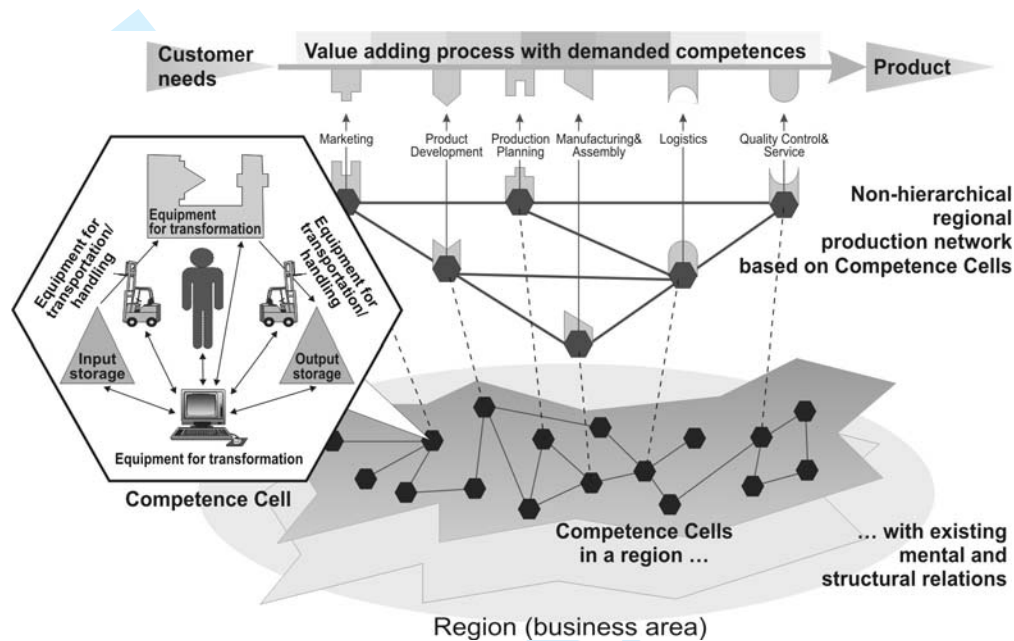 Customer
needs
Value adding process with demanded competences
Product
Marketing
Product
Development
Production
Planning
Manufacturing&
Assembly
Logistics
Quality Control&
Service
Equipment
for transformation
Equipment for
transportation/
handling
Equipment for
transportation/
handling
Input
storage
Output
storage
Equipment for transformation
Competence Cell
Non-hierarchical
regional
production network
based on Competence Cells
Competence Cells
in a region ...
... with existing
mental and
structural relations
Region (business area)